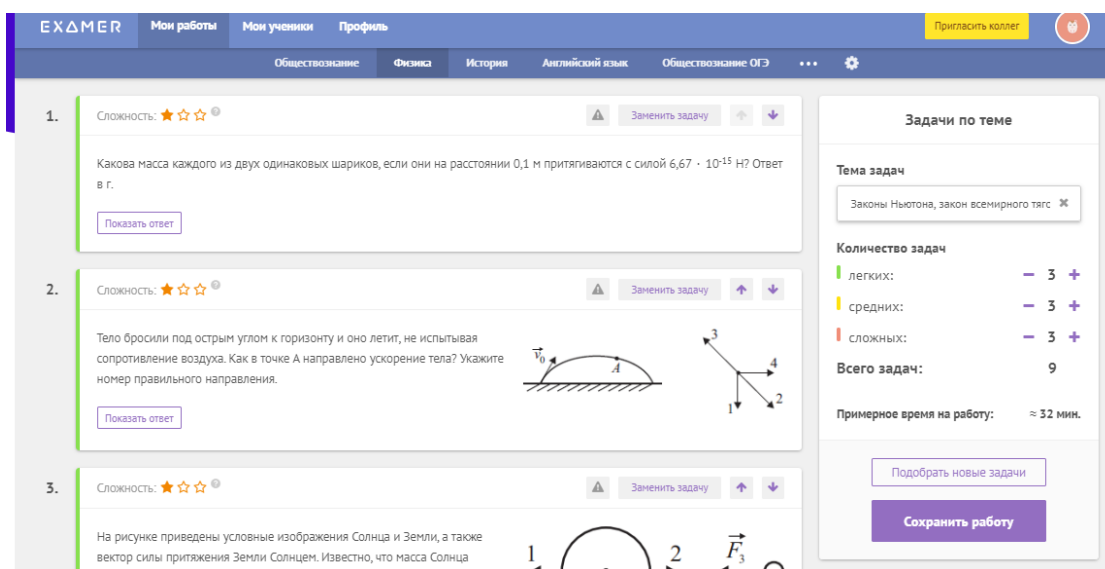 EXAMER Мои работы Мои ученики Профиль Пригласить коллег
Обществознание Физика История Английский язык Обществознание ОГЭ •••
1. Сложность: ? Заменить задачу
Какова масса каждого из двух одинаковых шариков, если они на расстоянии 0,1 м притягиваются с силой 6,67 · 10⁻¹⁵ Н? Ответ
в г.
Показать ответ
2. Сложность: ? Заменить задачу
Тело бросили под острым углом к горизонту и оно летит, не испытывая
сопротивление воздуха. Как в точке А направлено ускорение тела? Укажите
номер правильного направления.
Показать ответ
v₀ A
3
4
1 2
3. Сложность: ? Заменить задачу
На рисунке приведены условные изображения Солнца и Земли, а также
вектор силы притяжения Земли Солнцем. Известно, что масса Солнца
1 2 F₃
Задачи по теме
Тема задач
Законы Ньютона, закон всемирного тягс
Количество задач
легких: − 3 +
средних: − 3 +
сложных: − 3 +
Всего задач: 9
Примерное время на работу: ≈ 32 мин.
Подобрать новые задачи
Сохранить работу